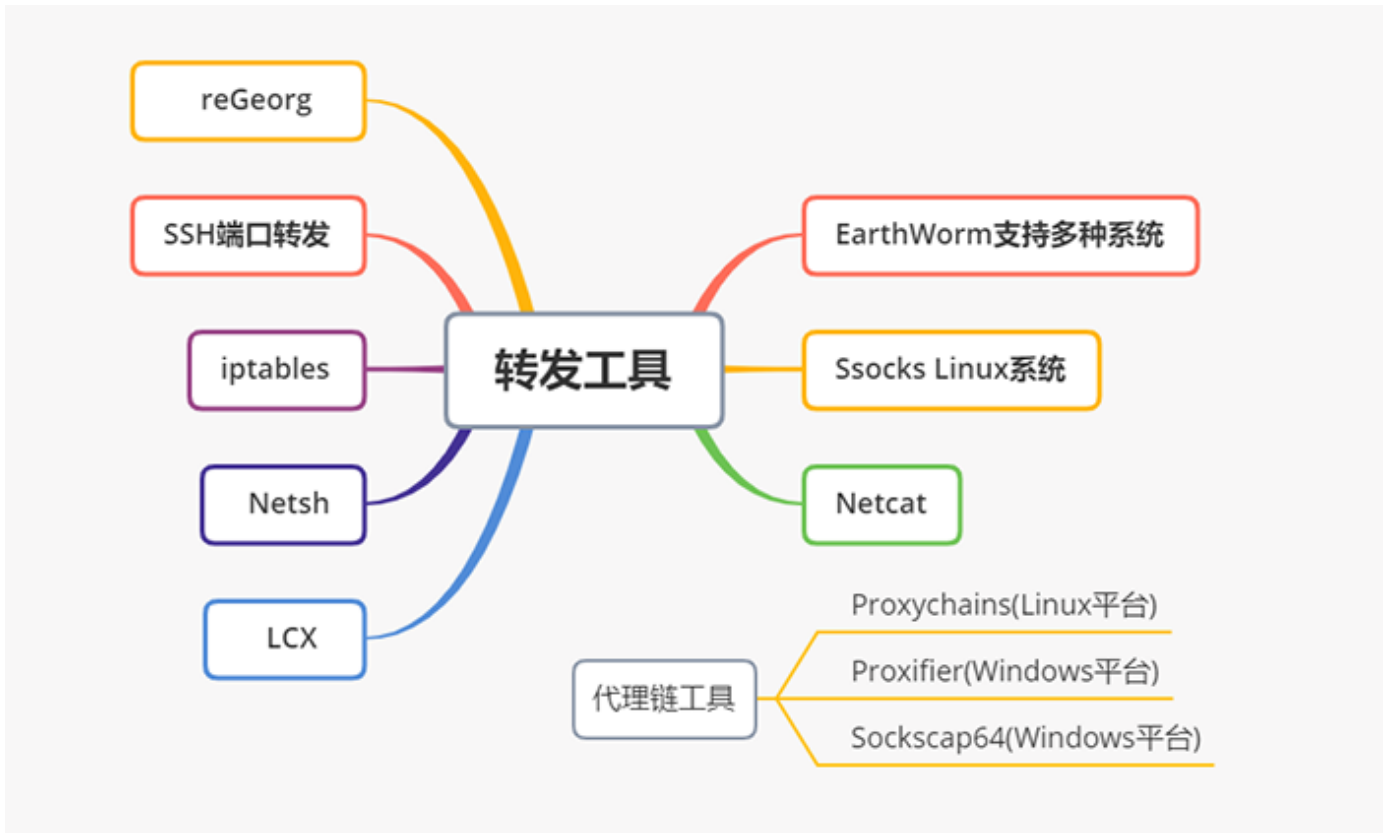 reGeorg
SSH端口转发
iptables
Netsh
LCX
转发工具
EarthWorm支持多种系统
Ssocks Linux系统
Netcat
代理链工具
Proxychains(Linux平台)
Proxifier(Windows平台)
Sockscap64(Windows平台)